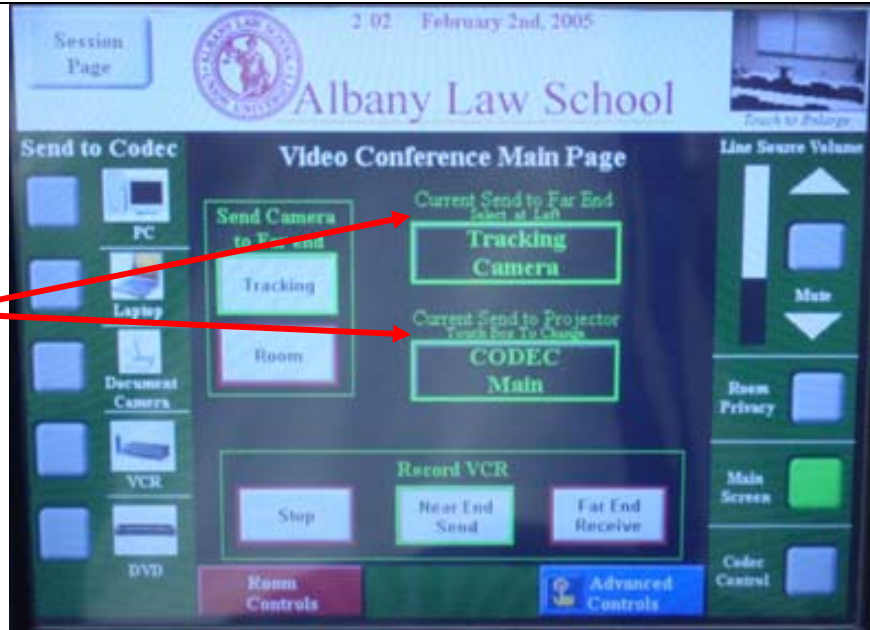 2 02 February 2nd, 2005
Session
Page
Albany Law School
Touch to Enlarge
Send to Codec
Video Conference Main Page
Line Source Volume
PC
Laptop
Document
Camera
VCR
DVD
Send Camera
to Far end
Tracking
Room
Current Send to Far End
Select at Left
Tracking
Camera
Current Send to Projector
Touch Box To Change
CODEC
Main
Mute
Room
Privacy
Main
Screen
Codec
Control
Record VCR
Stop
Near End
Send
Far End
Receive
Room
Controls
Advanced
Controls